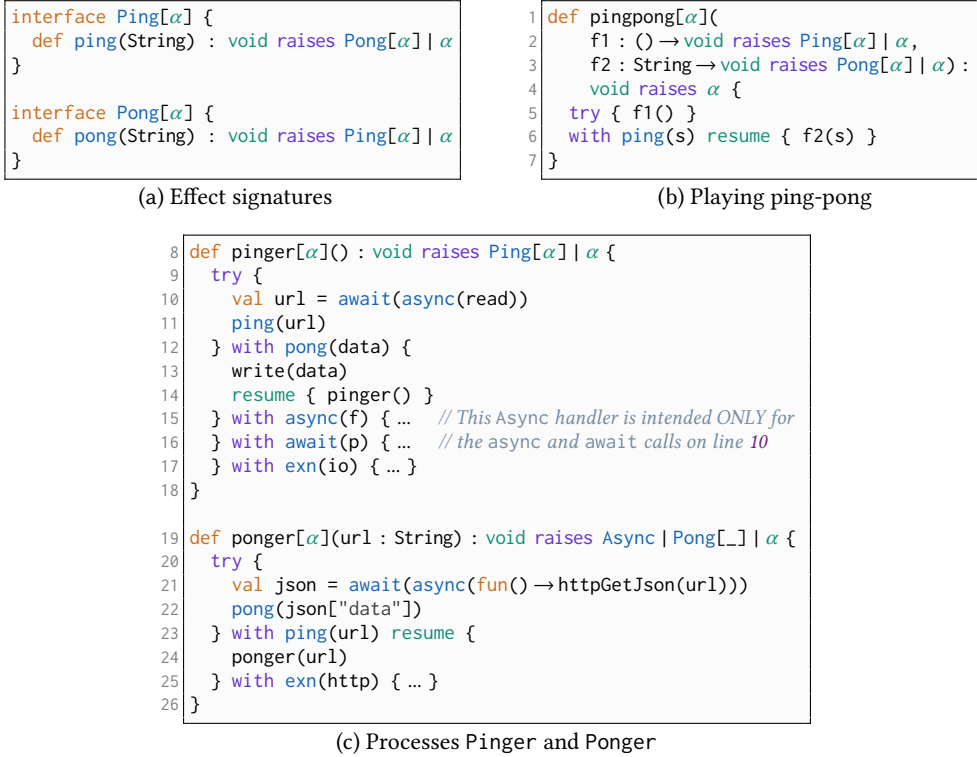 interface Ping[α] {
  def ping(String) : void raises Pong[α] | α
}
interface Pong[α] {
  def pong(String) : void raises Ping[α] | α
}
(a) Effect signatures
1 def pingpong[α](
2     f1 : () → void raises Ping[α] | α,
3     f2 : String → void raises Pong[α] | α) :
4     void raises α {
5   try { f1() }
6   with ping(s) resume { f2(s) }
7 }
(b) Playing ping-pong
8 def pinger[α]() : void raises Ping[α] | α {
9   try {
10     val url = await(async(read))
11     ping(url)
12   } with pong(data) {
13     write(data)
14     resume { pinger() }
15   } with async(f) { …   // This Async handler is intended ONLY for
16   } with await(p) { …   // the async and await calls on line 10
17   } with exn(io) { … }
18 }
19 def ponger[α](url : String) : void raises Async | Pong[_] | α {
20   try {
21     val json = await(async(fun() → httpGetJson(url)))
22     pong(json["data"])
23   } with ping(url) resume {
24     ponger(url)
25   } with exn(http) { … }
26 }
(c) Processes Pinger and Ponger